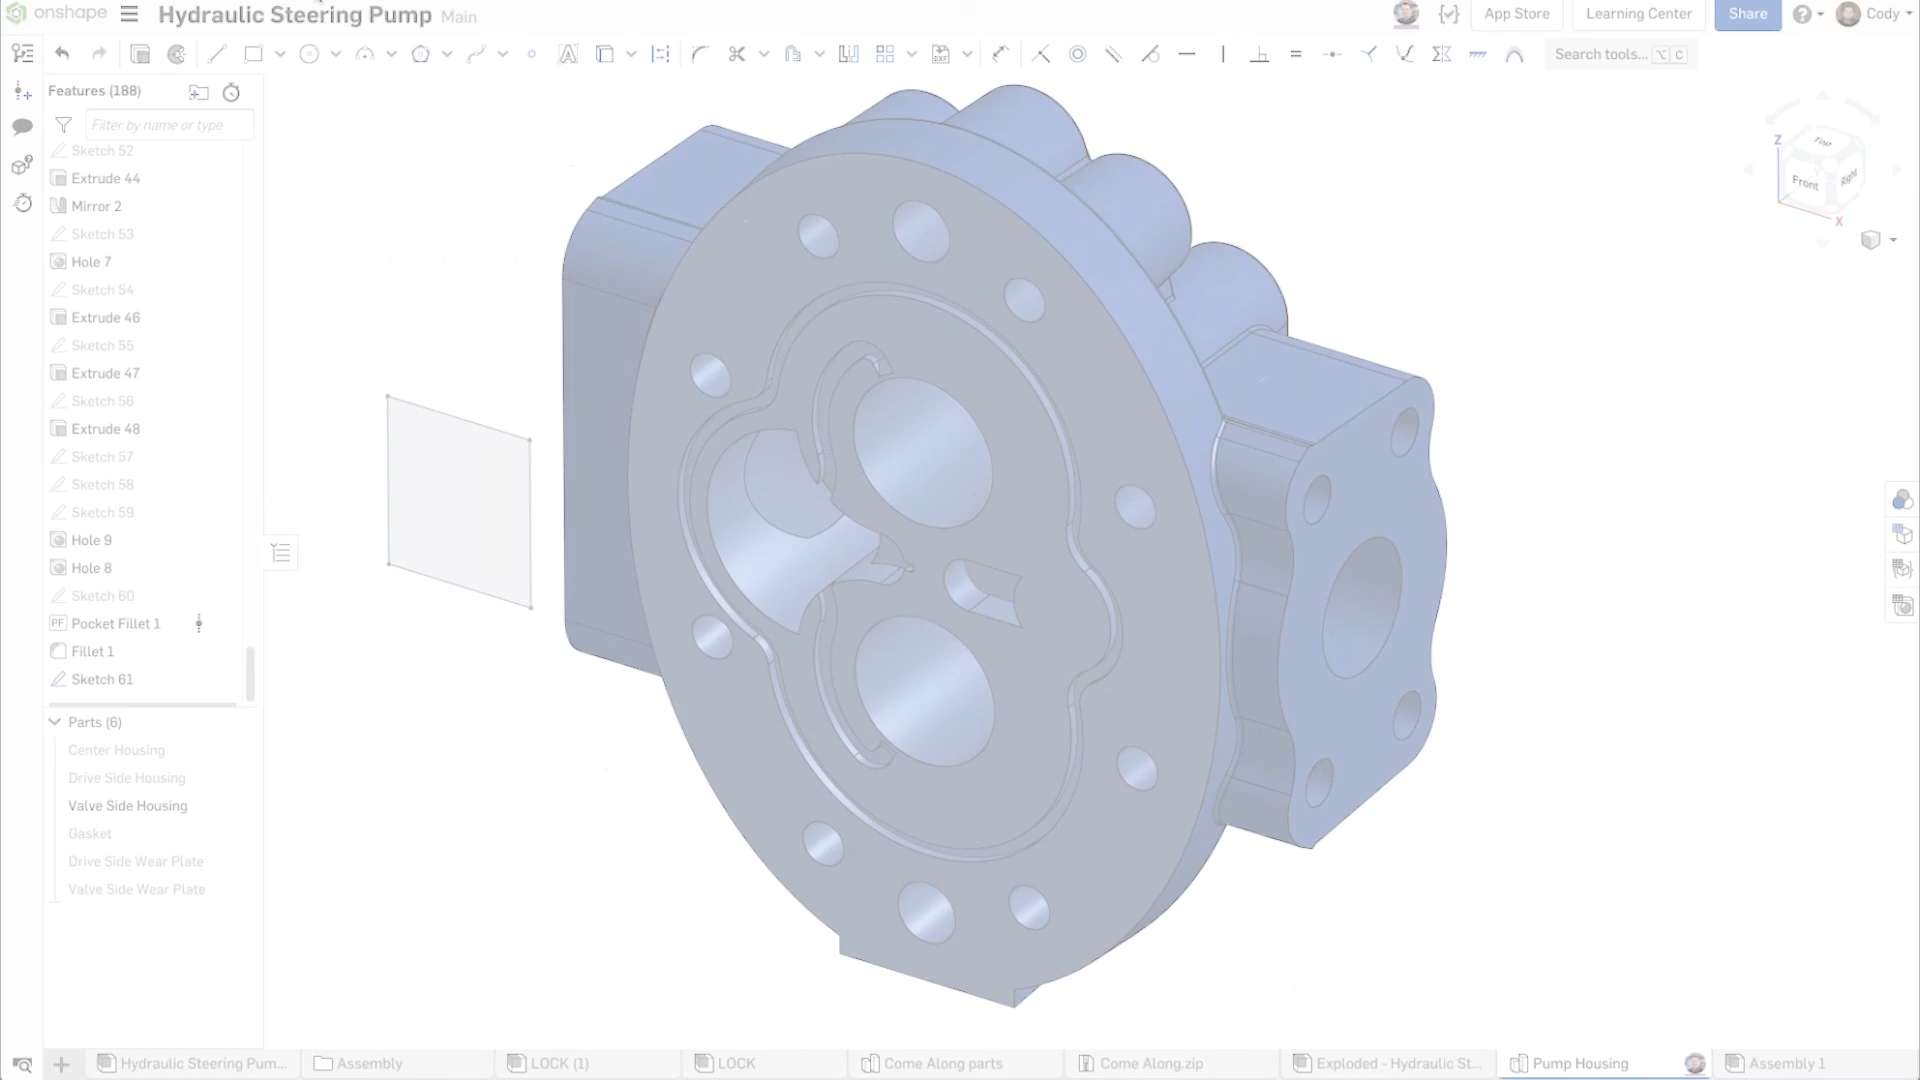 onshape Hydraulic Steering Pump Main App Store Learning Center Share Cody
Search tools... ⌥ C
Features (188)
Filter by name or type
Sketch 52
Extrude 44
Mirror 2
Sketch 53
Hole 7
Sketch 54
Extrude 46
Sketch 55
Extrude 47
Sketch 56
Extrude 48
Sketch 57
Sketch 58
Sketch 59
Hole 9
Hole 8
Sketch 60
PF Pocket Fillet 1
Fillet 1
Sketch 61
Parts (6)
Center Housing
Drive Side Housing
Valve Side Housing
Gasket
Drive Side Wear Plate
Valve Side Wear Plate
Z
Top
Front Right
X
Hydraulic Steering Pum... Assembly LOCK (1) LOCK Come Along parts Come Along.zip Exploded - Hydraulic St... Pump Housing Assembly 1